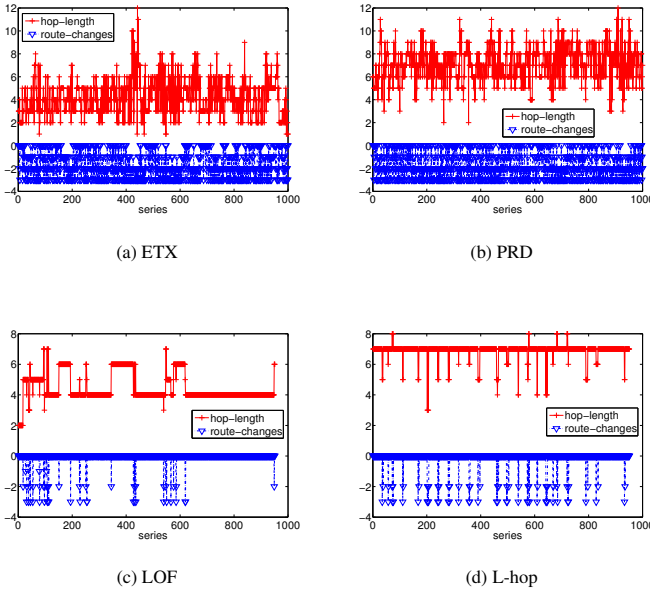 12
10
8
6
4
2
0
−2
−4
0 200 400 600 800 1000
series
hop−length
route−changes
(a) ETX
12
10
8
6
4
2
0
−2
−4
0 200 400 600 800 1000
series
hop−length
route−changes
(b) PRD
8
6
4
2
0
−2
−4
0 200 400 600 800 1000
series
hop−length
route−changes
(c) LOF
8
6
4
2
0
−2
−4
0 200 400 600 800 1000
series
hop−length
route−changes
(d) L-hop